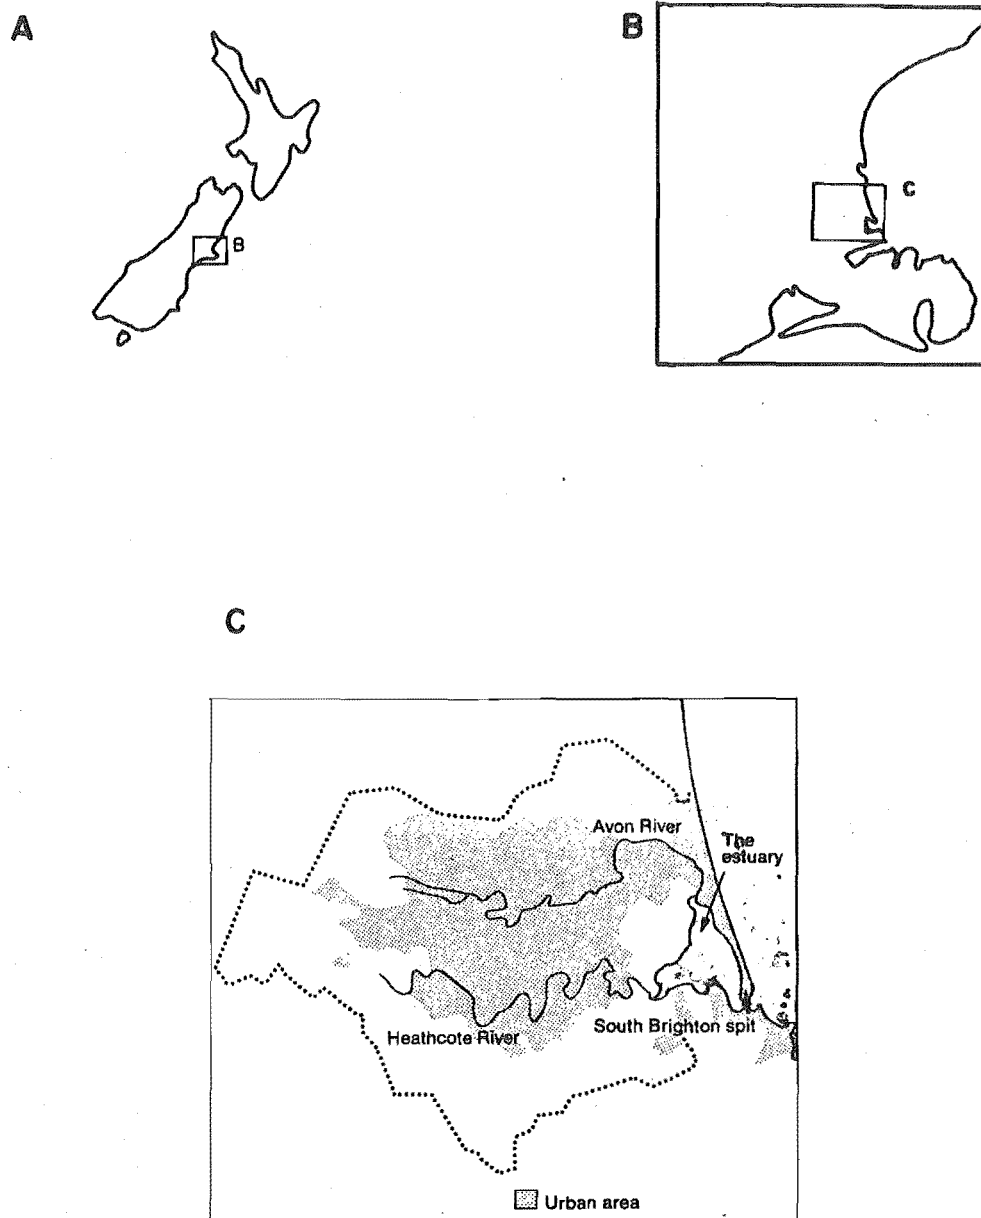 A
B
B
C
C
Avon River
The
estuary
Heathcote River
South Brighton spit
Urban area